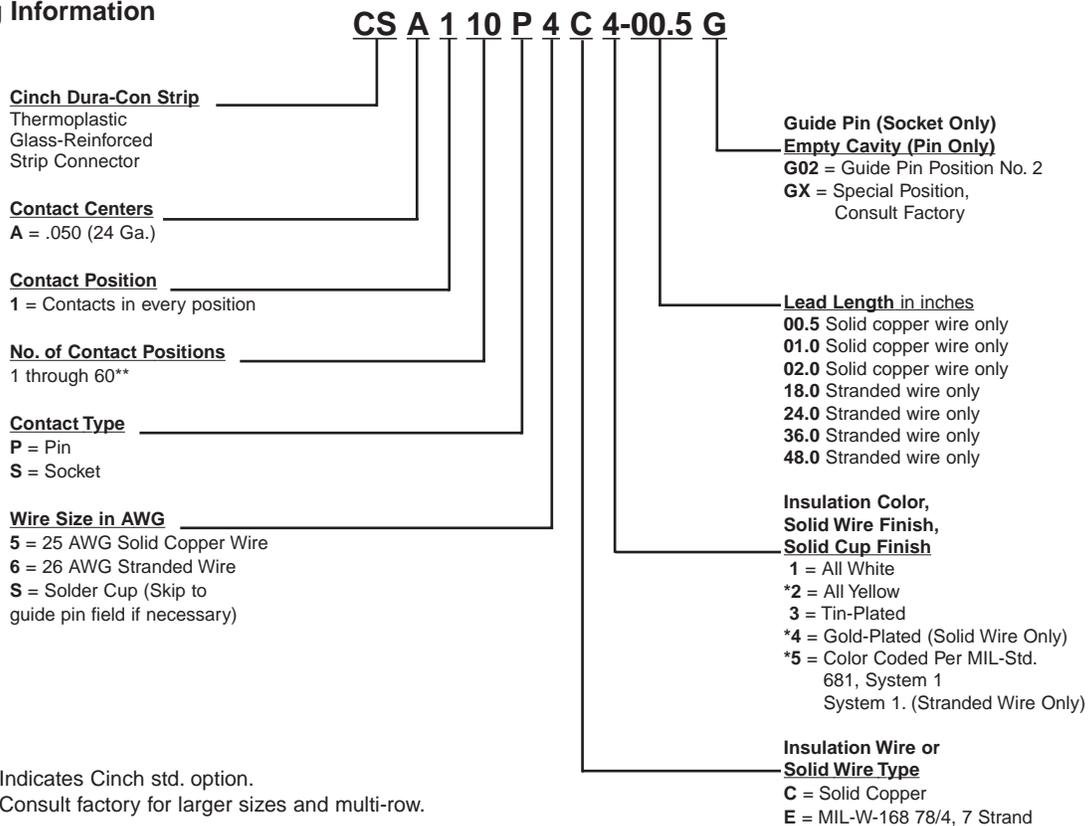 Information
CS A 1 10 P 4 C 4-00.5 G
Cinch Dura-Con Strip
Thermoplastic
Glass-Reinforced
Strip Connector
Contact Centers
A = .050 (24 Ga.)
Contact Position
1 = Contacts in every position
No. of Contact Positions
1 through 60**
Contact Type
P = Pin
S = Socket
Wire Size in AWG
5 = 25 AWG Solid Copper Wire
6 = 26 AWG Stranded Wire
S = Solder Cup (Skip to
guide pin field if necessary)
Guide Pin (Socket Only)
Empty Cavity (Pin Only)
G02 = Guide Pin Position No. 2
GX = Special Position,
Consult Factory
Lead Length in inches
00.5 Solid copper wire only
01.0 Solid copper wire only
02.0 Solid copper wire only
18.0 Stranded wire only
24.0 Stranded wire only
36.0 Stranded wire only
48.0 Stranded wire only
Insulation Color,
Solid Wire Finish,
Solid Cup Finish
1 = All White
*2 = All Yellow
3 = Tin-Plated
*4 = Gold-Plated (Solid Wire Only)
*5 = Color Coded Per MIL-Std.
681, System 1
System 1. (Stranded Wire Only)
Insulation Wire or
Solid Wire Type
C = Solid Copper
E = MIL-W-168 78/4, 7 Strand
Indicates Cinch std. option.
Consult factory for larger sizes and multi-row.